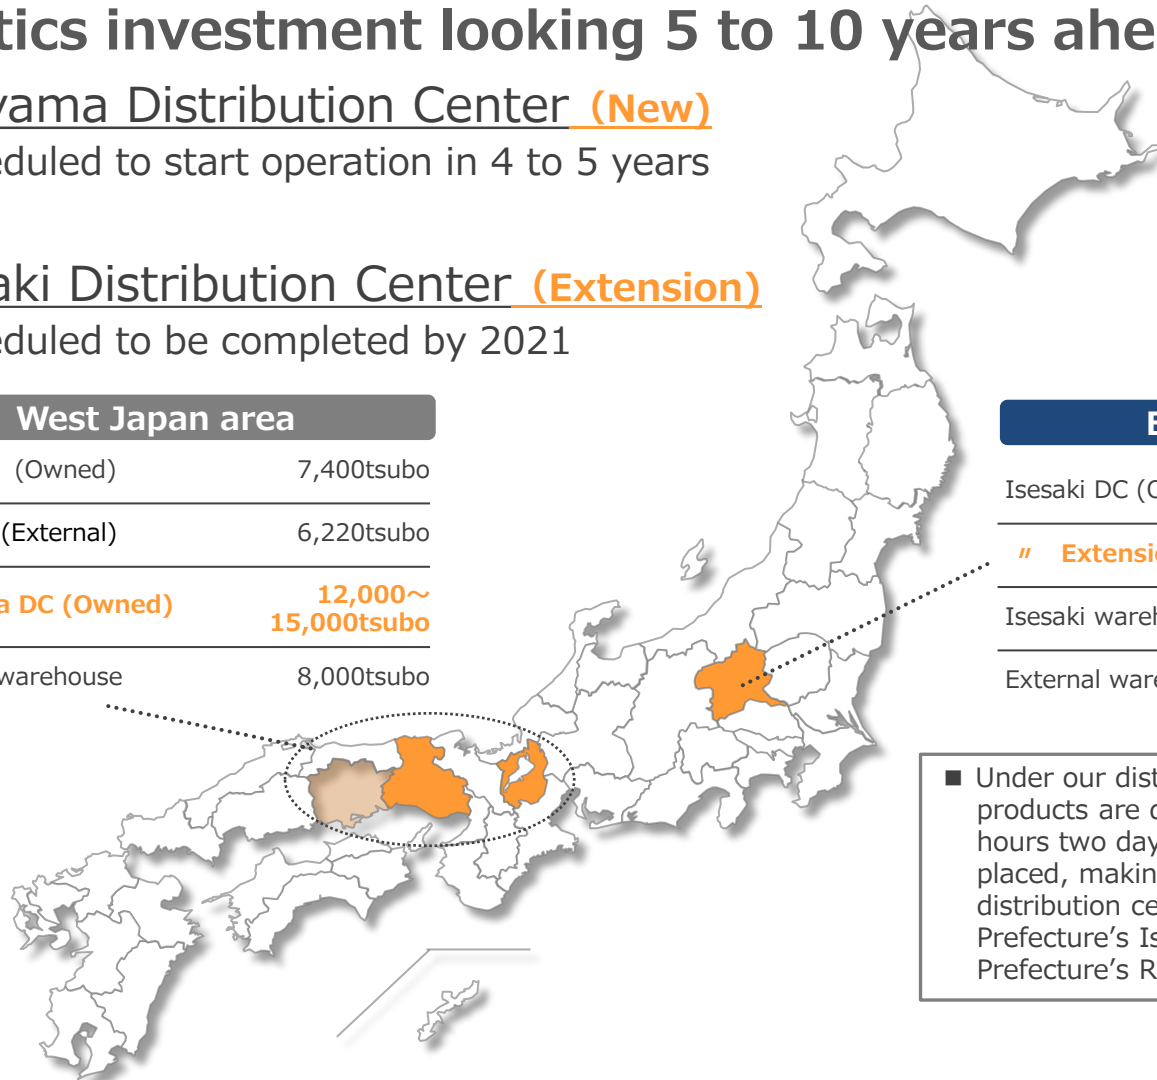 tics investment looking 5 to 10 years ahe
yama Distribution Center (New)
eduled to start operation in 4 to 5 years
aki Distribution Center (Extension)
eduled to be completed by 2021
West Japan area
(Owned) 7,400tsubo
(External) 6,220tsubo
a DC (Owned) 12,000～
15,000tsubo
warehouse 8,000tsubo
E
Isesaki DC (O
〃 Extensi
Isesaki wareh
External ware
■ Under our dist
products are d
hours two day
placed, makin
distribution ce
Prefecture’s Is
Prefecture’s R